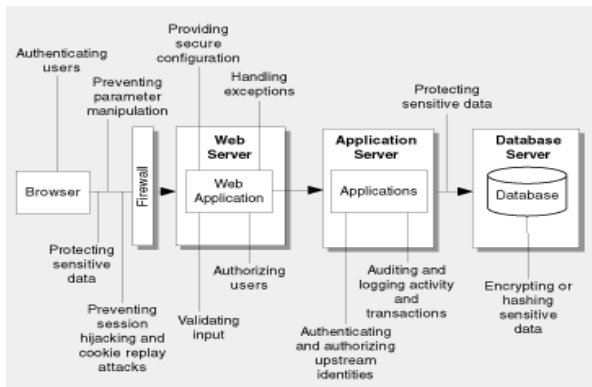 Providing
secure
configuration
Authenticating
users
Handling
exceptions
Preventing
parameter
manipulation
Protecting
sensitive data
Web
Server
Application
Server
Database
Server
Browser
Firewall
Web
Application
Applications
Database
Protecting
sensitive
data
Authorizing
users
Auditing and
logging activity
and
transactions
Encrypting or
hashing
sensitive
data
Preventing
session
hijacking and
cookie replay
attacks
Validating
input
Authenticating
and authorizing
upstream
identities